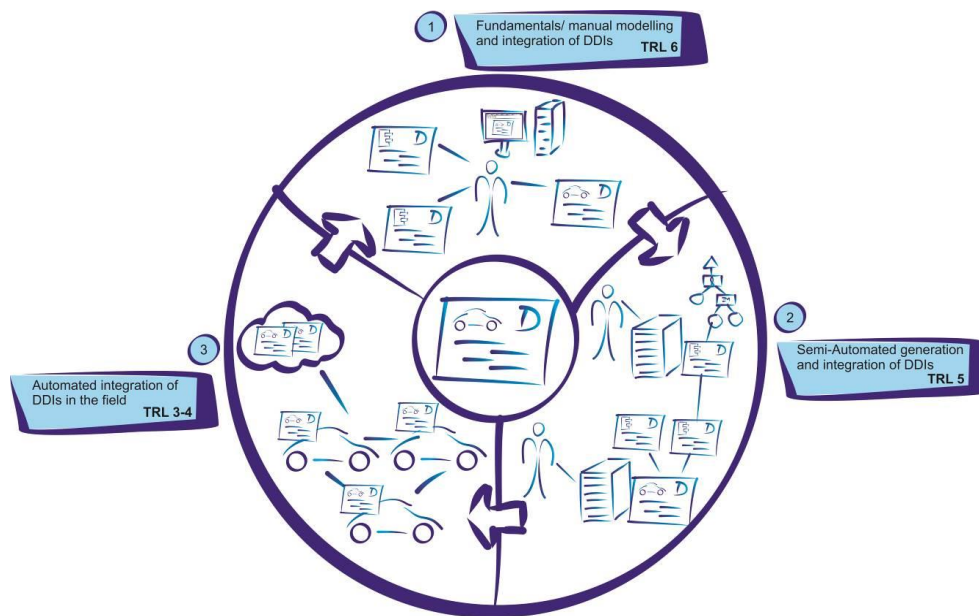 1
Fundamentals/ manual modelling
and integration of DDIs
TRL 6
D
D
D
D
2
Semi-Automated generation
and integration of DDIs
TRL 5
D
D
D
D
3
Automated integration of
DDIs in the field
TRL 3-4
D
D
D
D
D